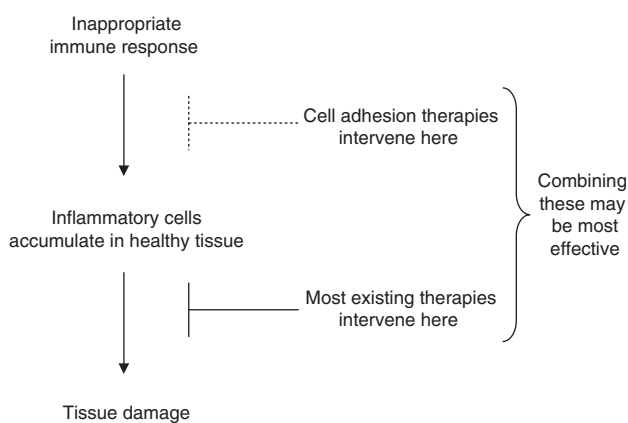 Inappropriate
immune response
Cell adhesion therapies
intervene here
Combining
these may
be most
effective
Inflammatory cells
accumulate in healthy tissue
Most existing therapies
intervene here
Tissue damage